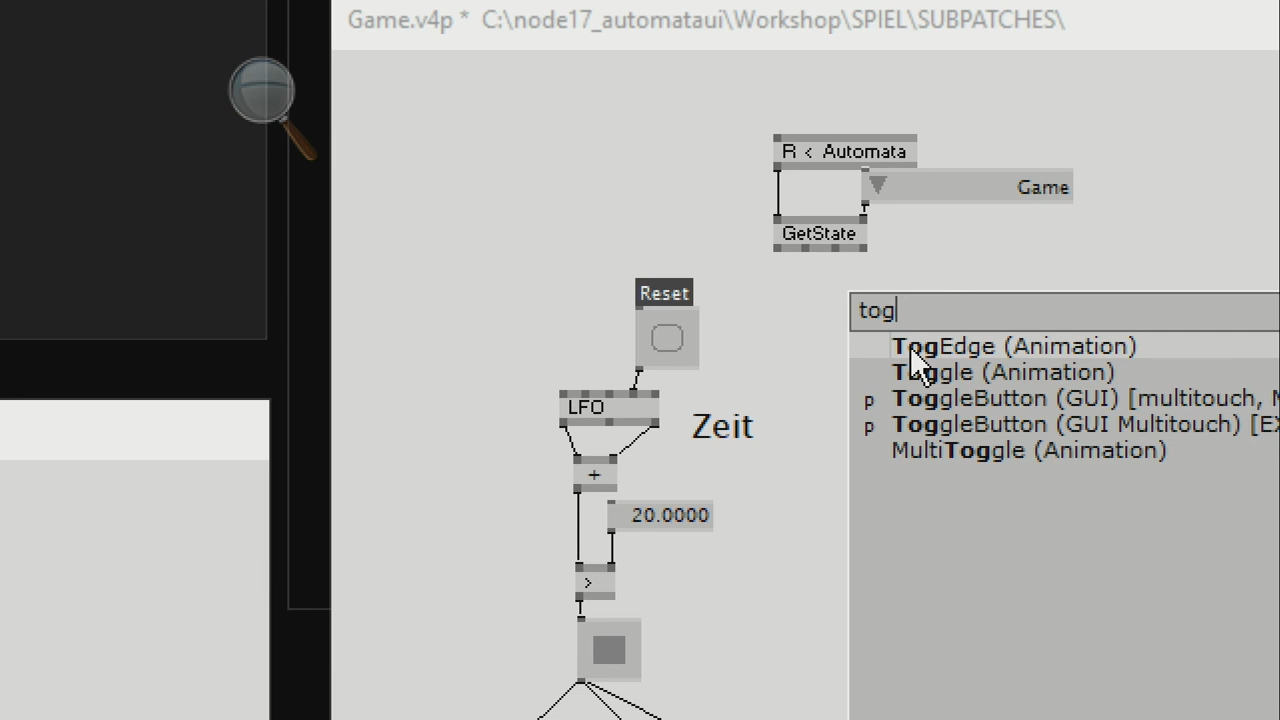 Game.v4p * C:\node17_automataui\Workshop\SPIEL\SUBPATCHES\
R < Automata
Game
GetState
Reset
tog
TogEdge (Animation)
Toggle (Animation)
LFO
p ToggleButton (GUI) [multitouch,
Zeit
p ToggleButton (GUI Multitouch)
MultiToggle (Animation)
+
20.0000
>